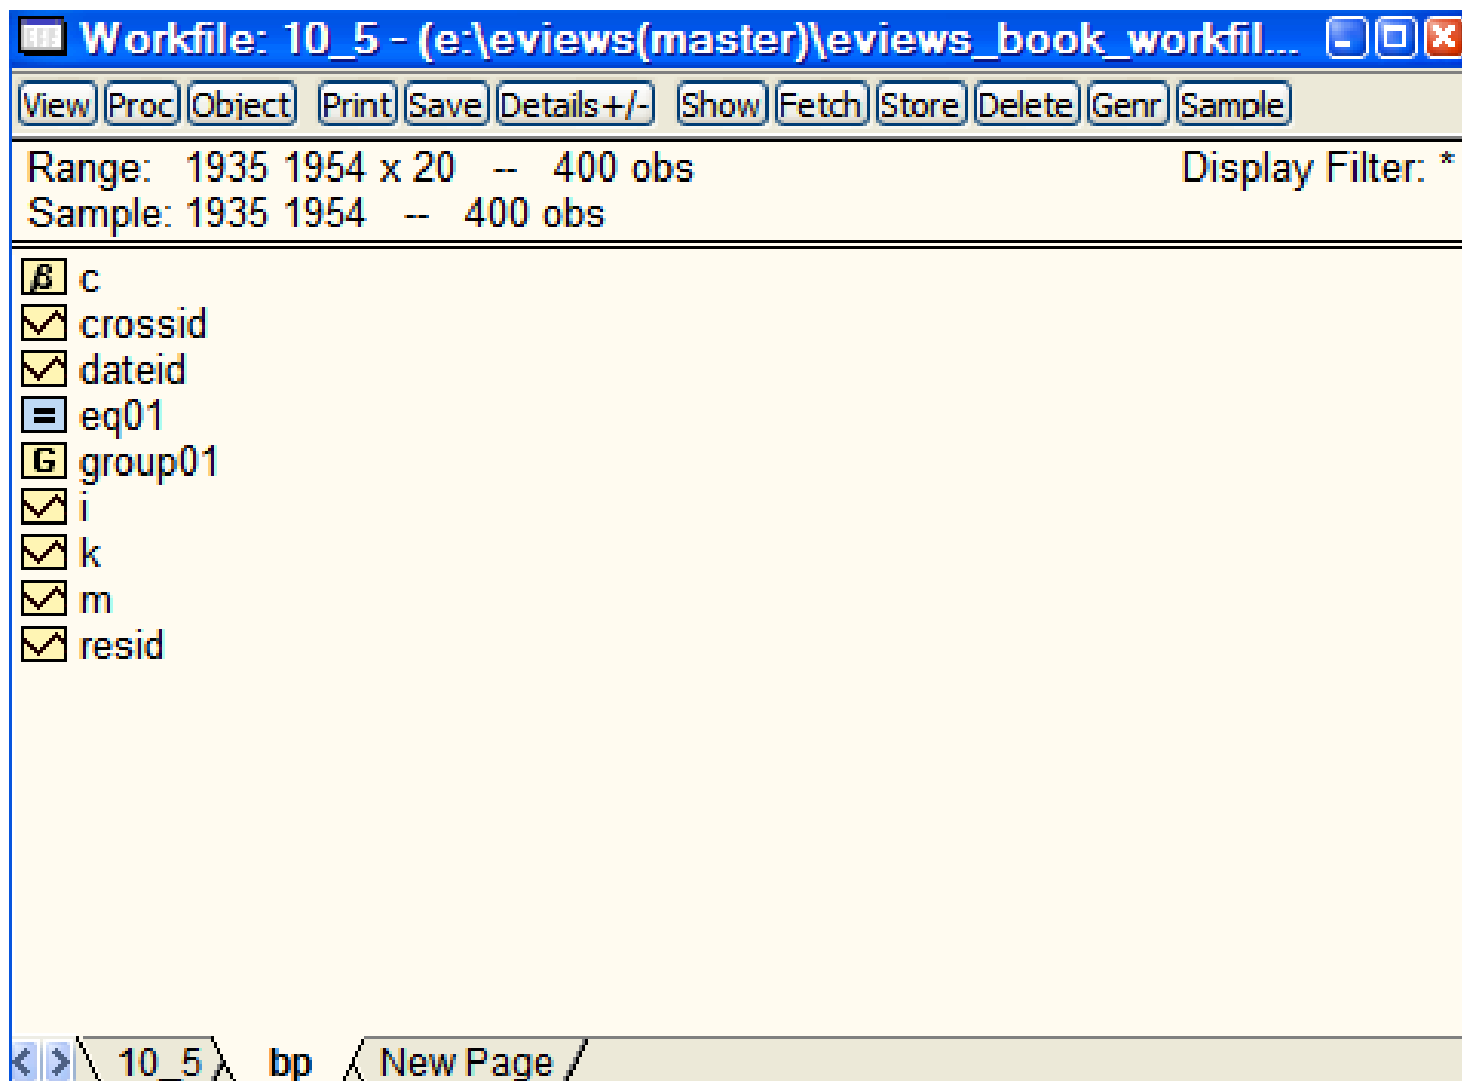 Workfile: 10_5 - (e:\eviews(master)\eviews_book_workfil...
View Proc Object Print Save Details+/- Show Fetch Store Delete Genr Sample
Range: 1935 1954 x 20 -- 400 obs Display Filter: *
Sample: 1935 1954 -- 400 obs
β c
crossid
dateid
= eq01
G group01
i
k
m
resid
< > 10_5 bp New Page